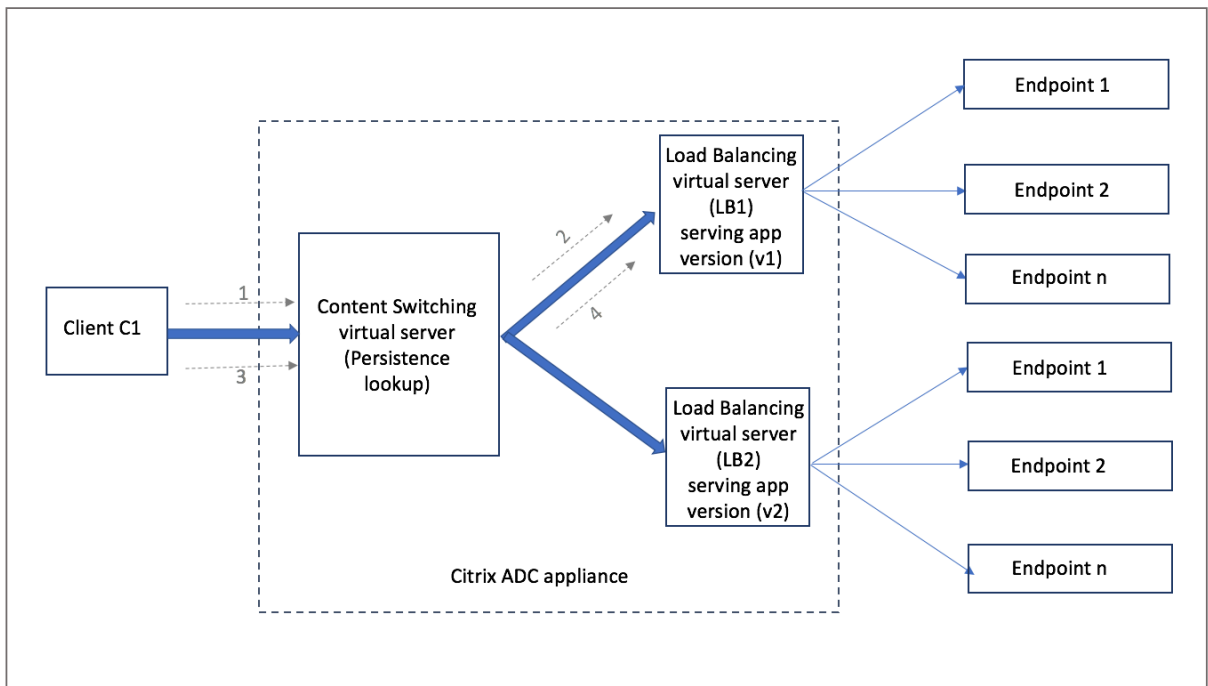 Client C1
1
3
Content Switching
virtual server
(Persistence
lookup)
2
4
Load Balancing
virtual server
(LB1)
serving app
version (v1)
Load Balancing
virtual server
(LB2)
serving app
version (v2)
Citrix ADC appliance
Endpoint 1
Endpoint 2
Endpoint n
Endpoint 1
Endpoint 2
Endpoint n